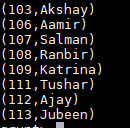 (103,Akshay)
(106,Aamir)
(107,Salman)
(108,Ranbir)
(109,Katrina)
(111,Tushar)
(112,Ajay)
(113,Jubeen)